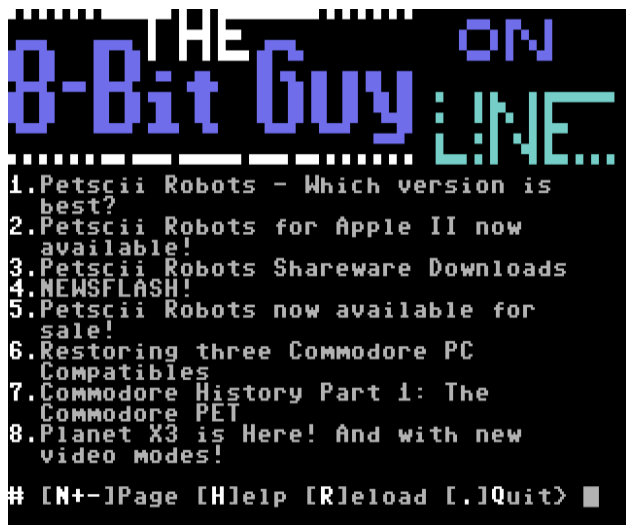 THE
8-Bit Guy
ON
LINE...
1.Petscii Robots - Which version is
best?
2.Petscii Robots for Apple II now
available!
3.Petscii Robots Shareware Downloads
4.NEWSFLASH!
5.Petscii Robots now available for
sale!
6.Restoring three Commodore PC
Compatibles
7.Commodore History Part 1: The
Commodore PET
8.Planet X3 is Here! And with new
video modes!
# [N+-]Page [H]elp [R]eload [.]Quit>